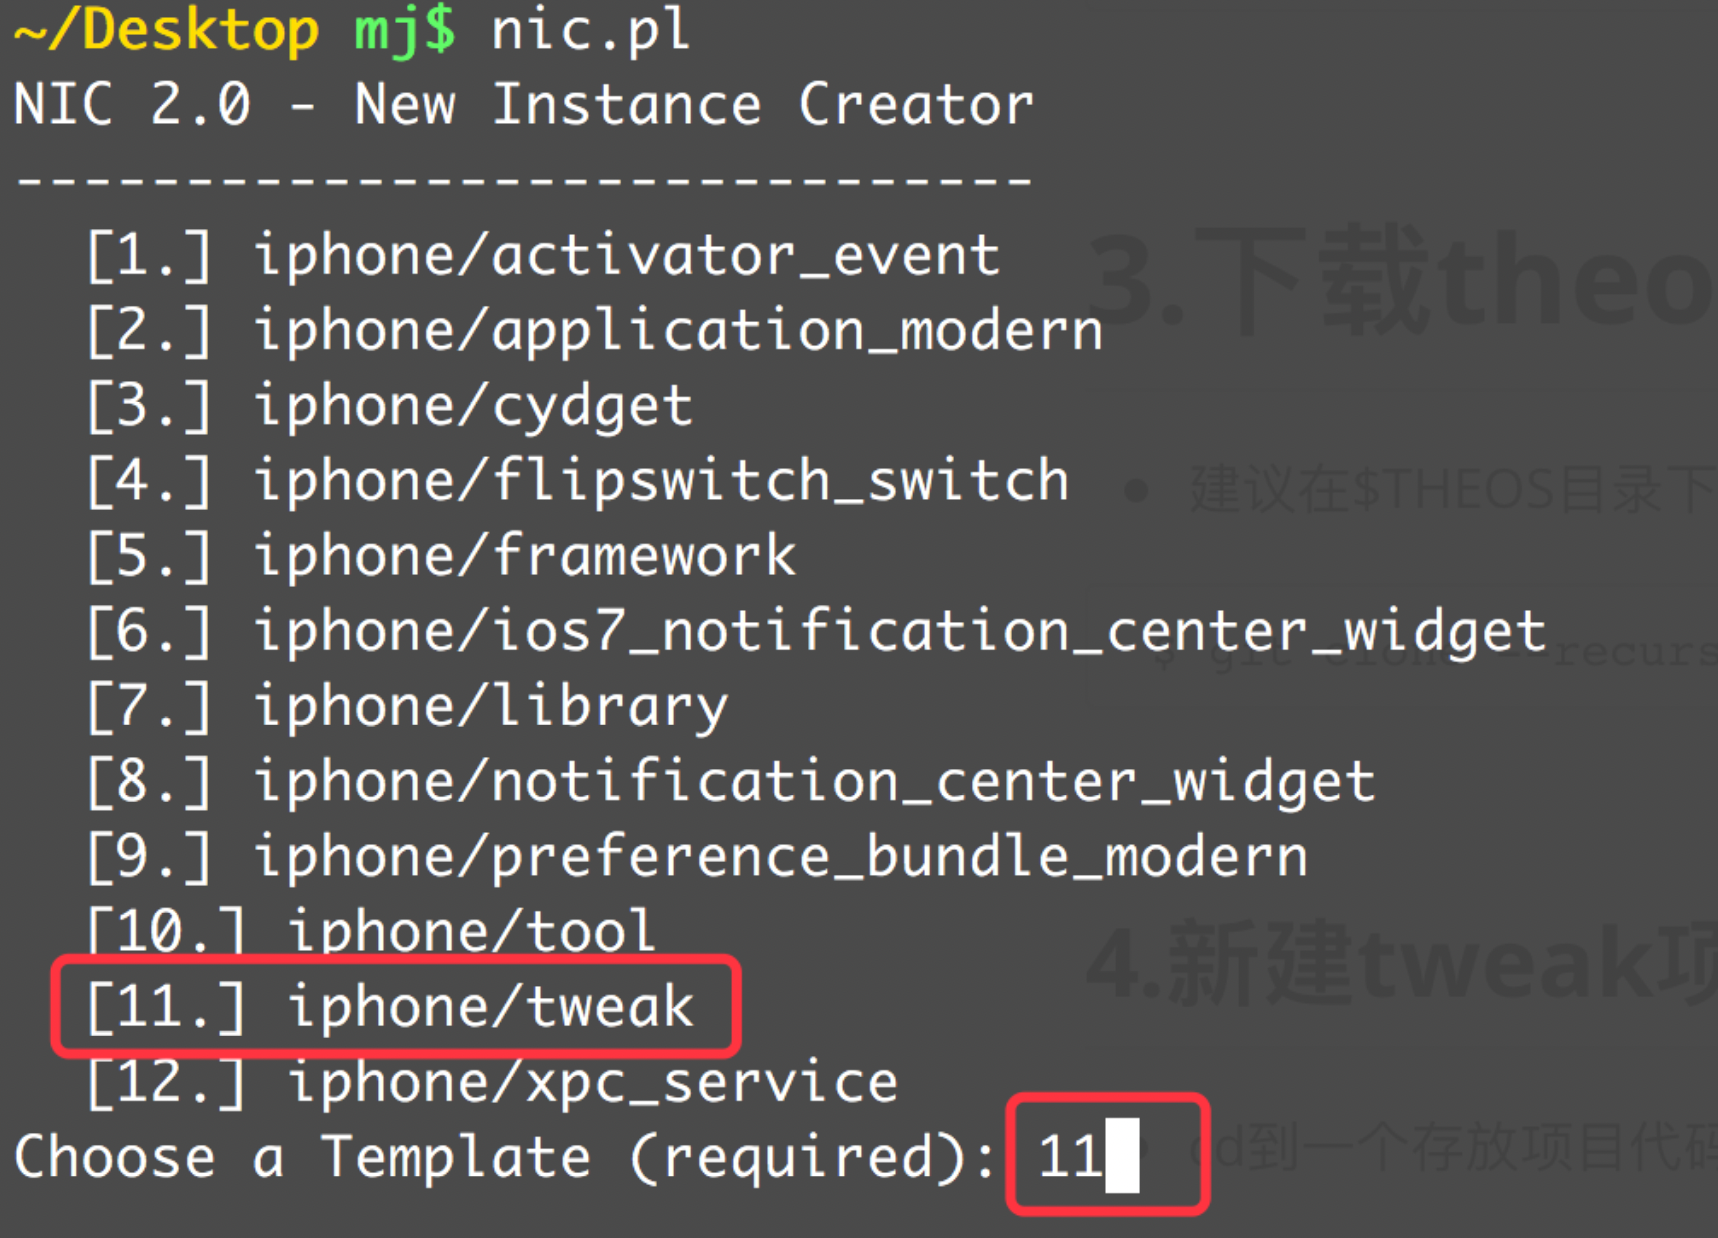 ~/Desktop mj$ nic.pl
NIC 2.0 - New Instance Creator
------------------------------
[1.] iphone/activator_event
[2.] iphone/application_modern
[3.] iphone/cydget
[4.] iphone/flipswitch_switch
[5.] iphone/framework
[6.] iphone/ios7_notification_center_widget
[7.] iphone/library
[8.] iphone/notification_center_widget
[9.] iphone/preference_bundle_modern
[10.] iphone/tool
[11.] iphone/tweak
[12.] iphone/xpc_service
Choose a Template (required): 11
3.下载theo
• 建议在$THEOS目录下
$ git clone --recurs
4.新建tweak项
• cd到一个存放项目代码